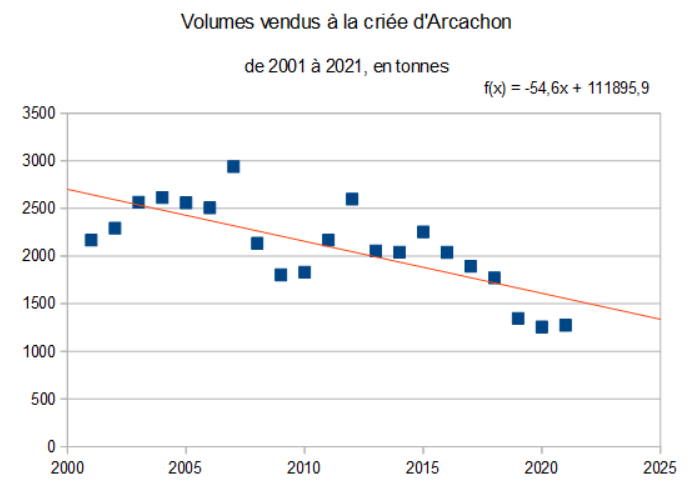 Volumes vendus à la criée d'Arcachon
de 2001 à 2021, en tonnes
f(x) = -54,6x + 111895,9
3500
3000
2500
2000
1500
1000
500
0
2000 2005 2010 2015 2020 2025